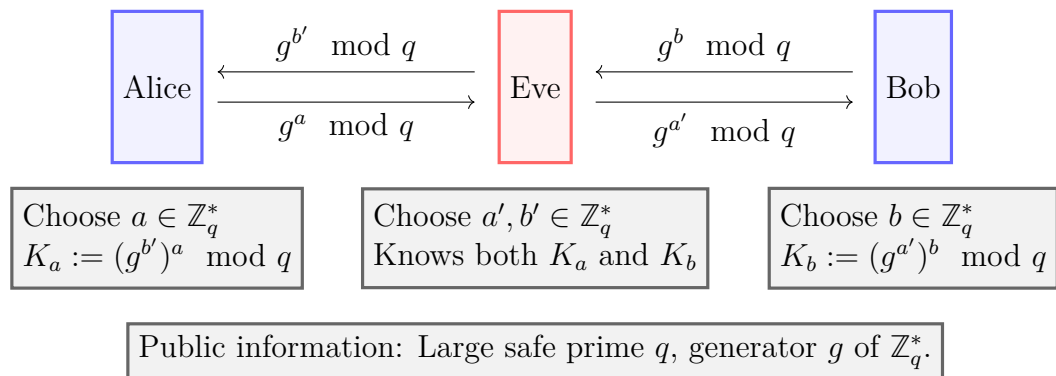 g^{b'} mod q
g^b mod q
Alice
Eve
Bob
g^a mod q
g^{a'} mod q
Choose a ∈ ℤ_q^*
K_a := (g^{b'})^a mod q
Choose a', b' ∈ ℤ_q^*
Knows both K_a and K_b
Choose b ∈ ℤ_q^*
K_b := (g^{a'})^b mod q
Public information: Large safe prime q, generator g of ℤ_q^*.